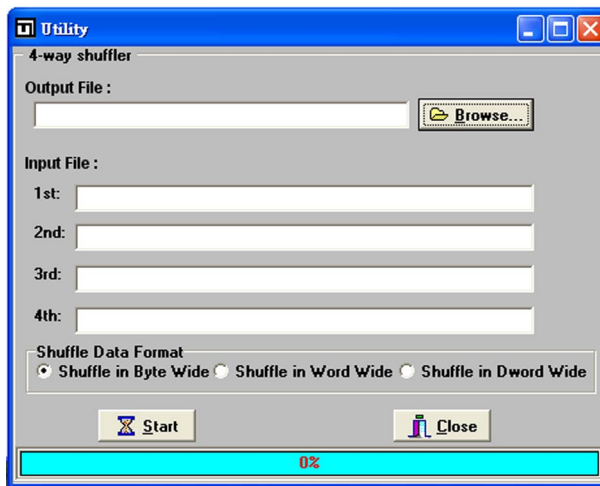 Utility
4-way shuffler
Output File :
Browse...
Input File :
1st:
2nd:
3rd:
4th:
Shuffle Data Format
Shuffle in Byte Wide Shuffle in Word Wide Shuffle in Dword Wide
Start Close
0%